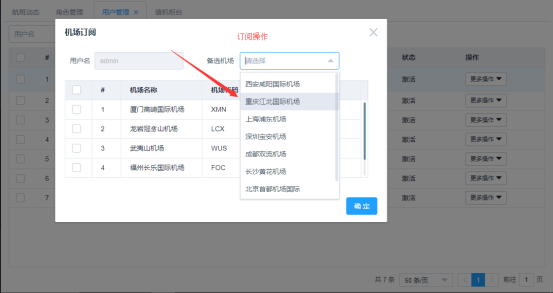 航班动态 角色管理 用户管理 × 值机柜台
用户名
# 状态 操作
1 激活 更多操作
2 激活 更多操作
3 激活 更多操作
4 激活 更多操作
5 激活 更多操作
6 激活 更多操作
7 激活 更多操作
机场订阅
订阅操作
用户名 admin 备选机场 请选择
# 机场名称
1 厦门高崎国际机场 XMN
2 龙岩冠豸山机场 LCX
3 武夷山机场 WUS
4 福州长乐国际机场 FOC
西安咸阳国际机场
重庆江北国际机场
上海浦东机场
深圳宝安机场
成都双流机场
长沙黄花机场
北京首都机场国际
确 定
共 7 条 50 条/页 1 前往 1 页